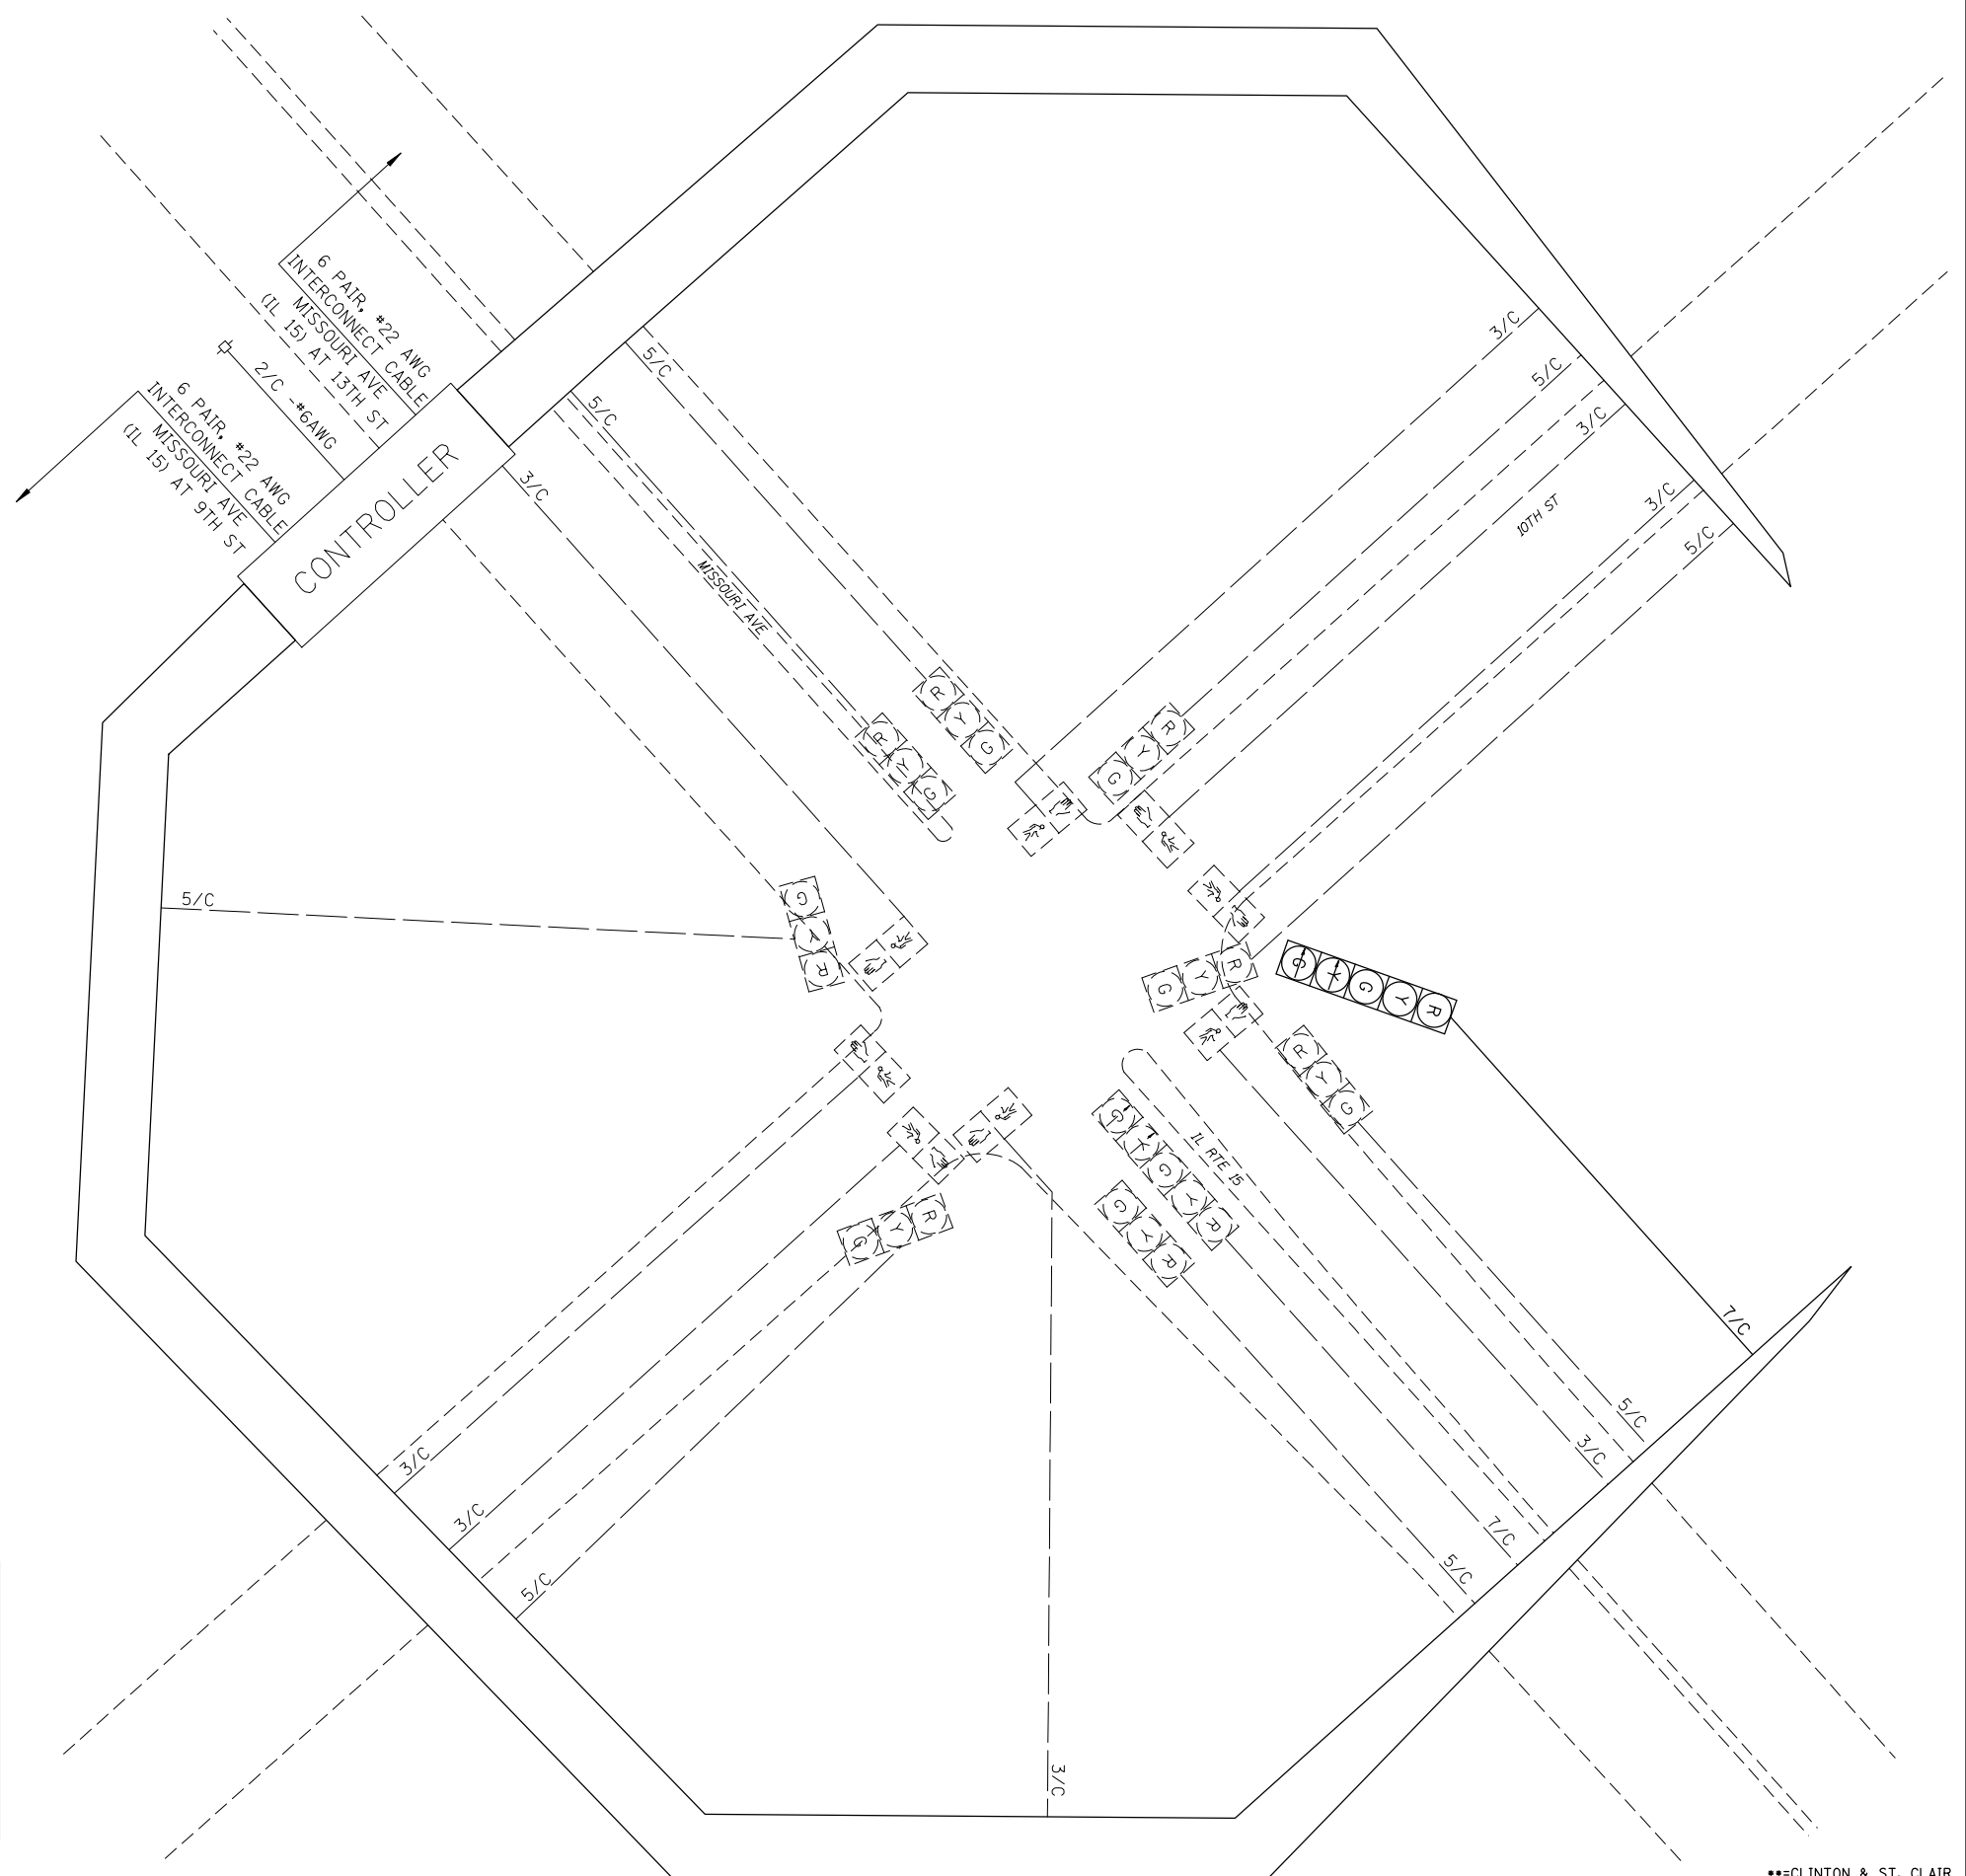 6 PAIR, #22 AWG
INTERCONNECT CABLE
MISSOURI AVE
(IL 15) AT 13TH ST
2/C -#6AWG
6 PAIR, #22 AWG
INTERCONNECT CABLE
MISSOURI AVE
(IL 15) AT 9TH ST
CONTROLLER
5/C
5/C
3/C
MISSOURI AVE
3/C
5/C
3/C
10TH ST
3/C
5/C
R
Y
G
R
Y
G
R
Y
G
G
Y
R
5/C
R
Y
G
G
Y
G
Y
R
R
Y
G
G
Y
G
Y
R
IL RTE 15
G
Y
R
R
Y
G
7/C
5/C
3/C
7/C
5/C
3/C
3/C
5/C
3/C
**=CLINTON & ST. CLAIR